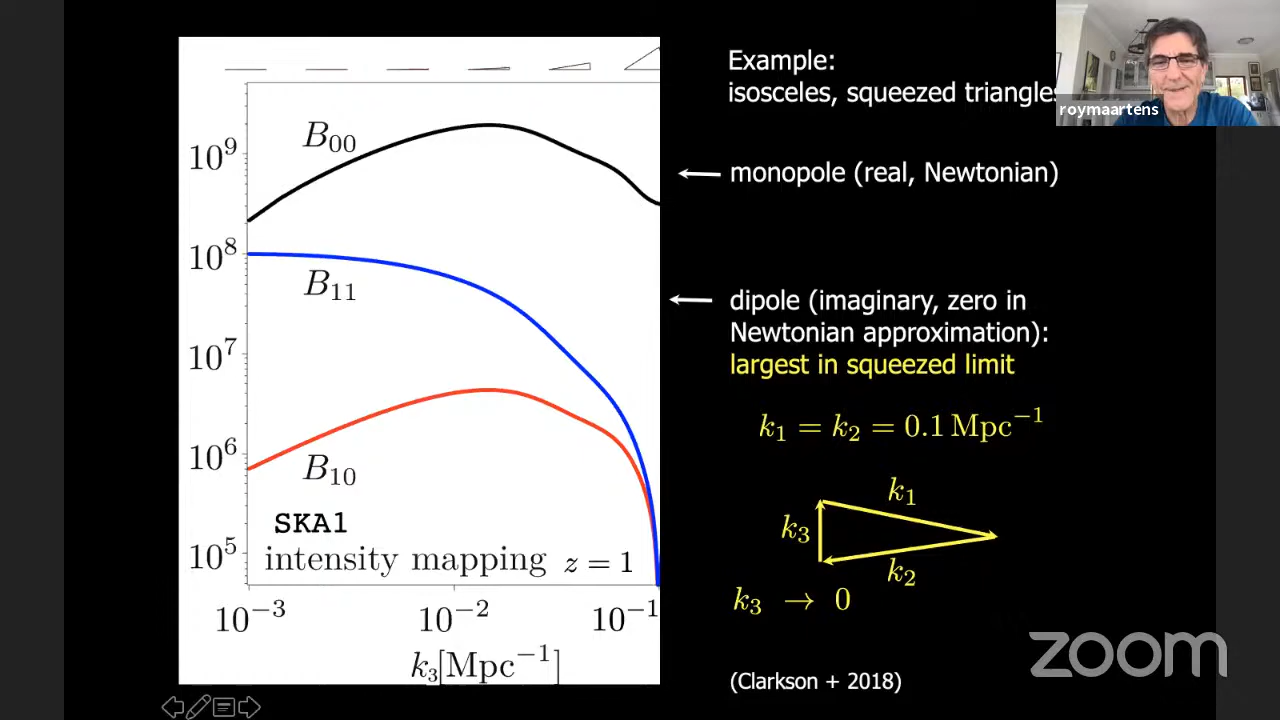 Example:
isosceles, squeezed triangles
roymaartens
B₀₀
10⁹
monopole (real, Newtonian)
10⁸
B₁₁
dipole (imaginary, zero in
Newtonian approximation):
largest in squeezed limit
10⁷
k₁ = k₂ = 0.1 Mpc⁻¹
10⁶
B₁₀
k₁
k₃
k₂
k₃ → 0
SKA1
intensity mapping z = 1
10⁵
10⁻³ 10⁻² 10⁻¹
k₃[Mpc⁻¹]
(Clarkson + 2018)
zoom